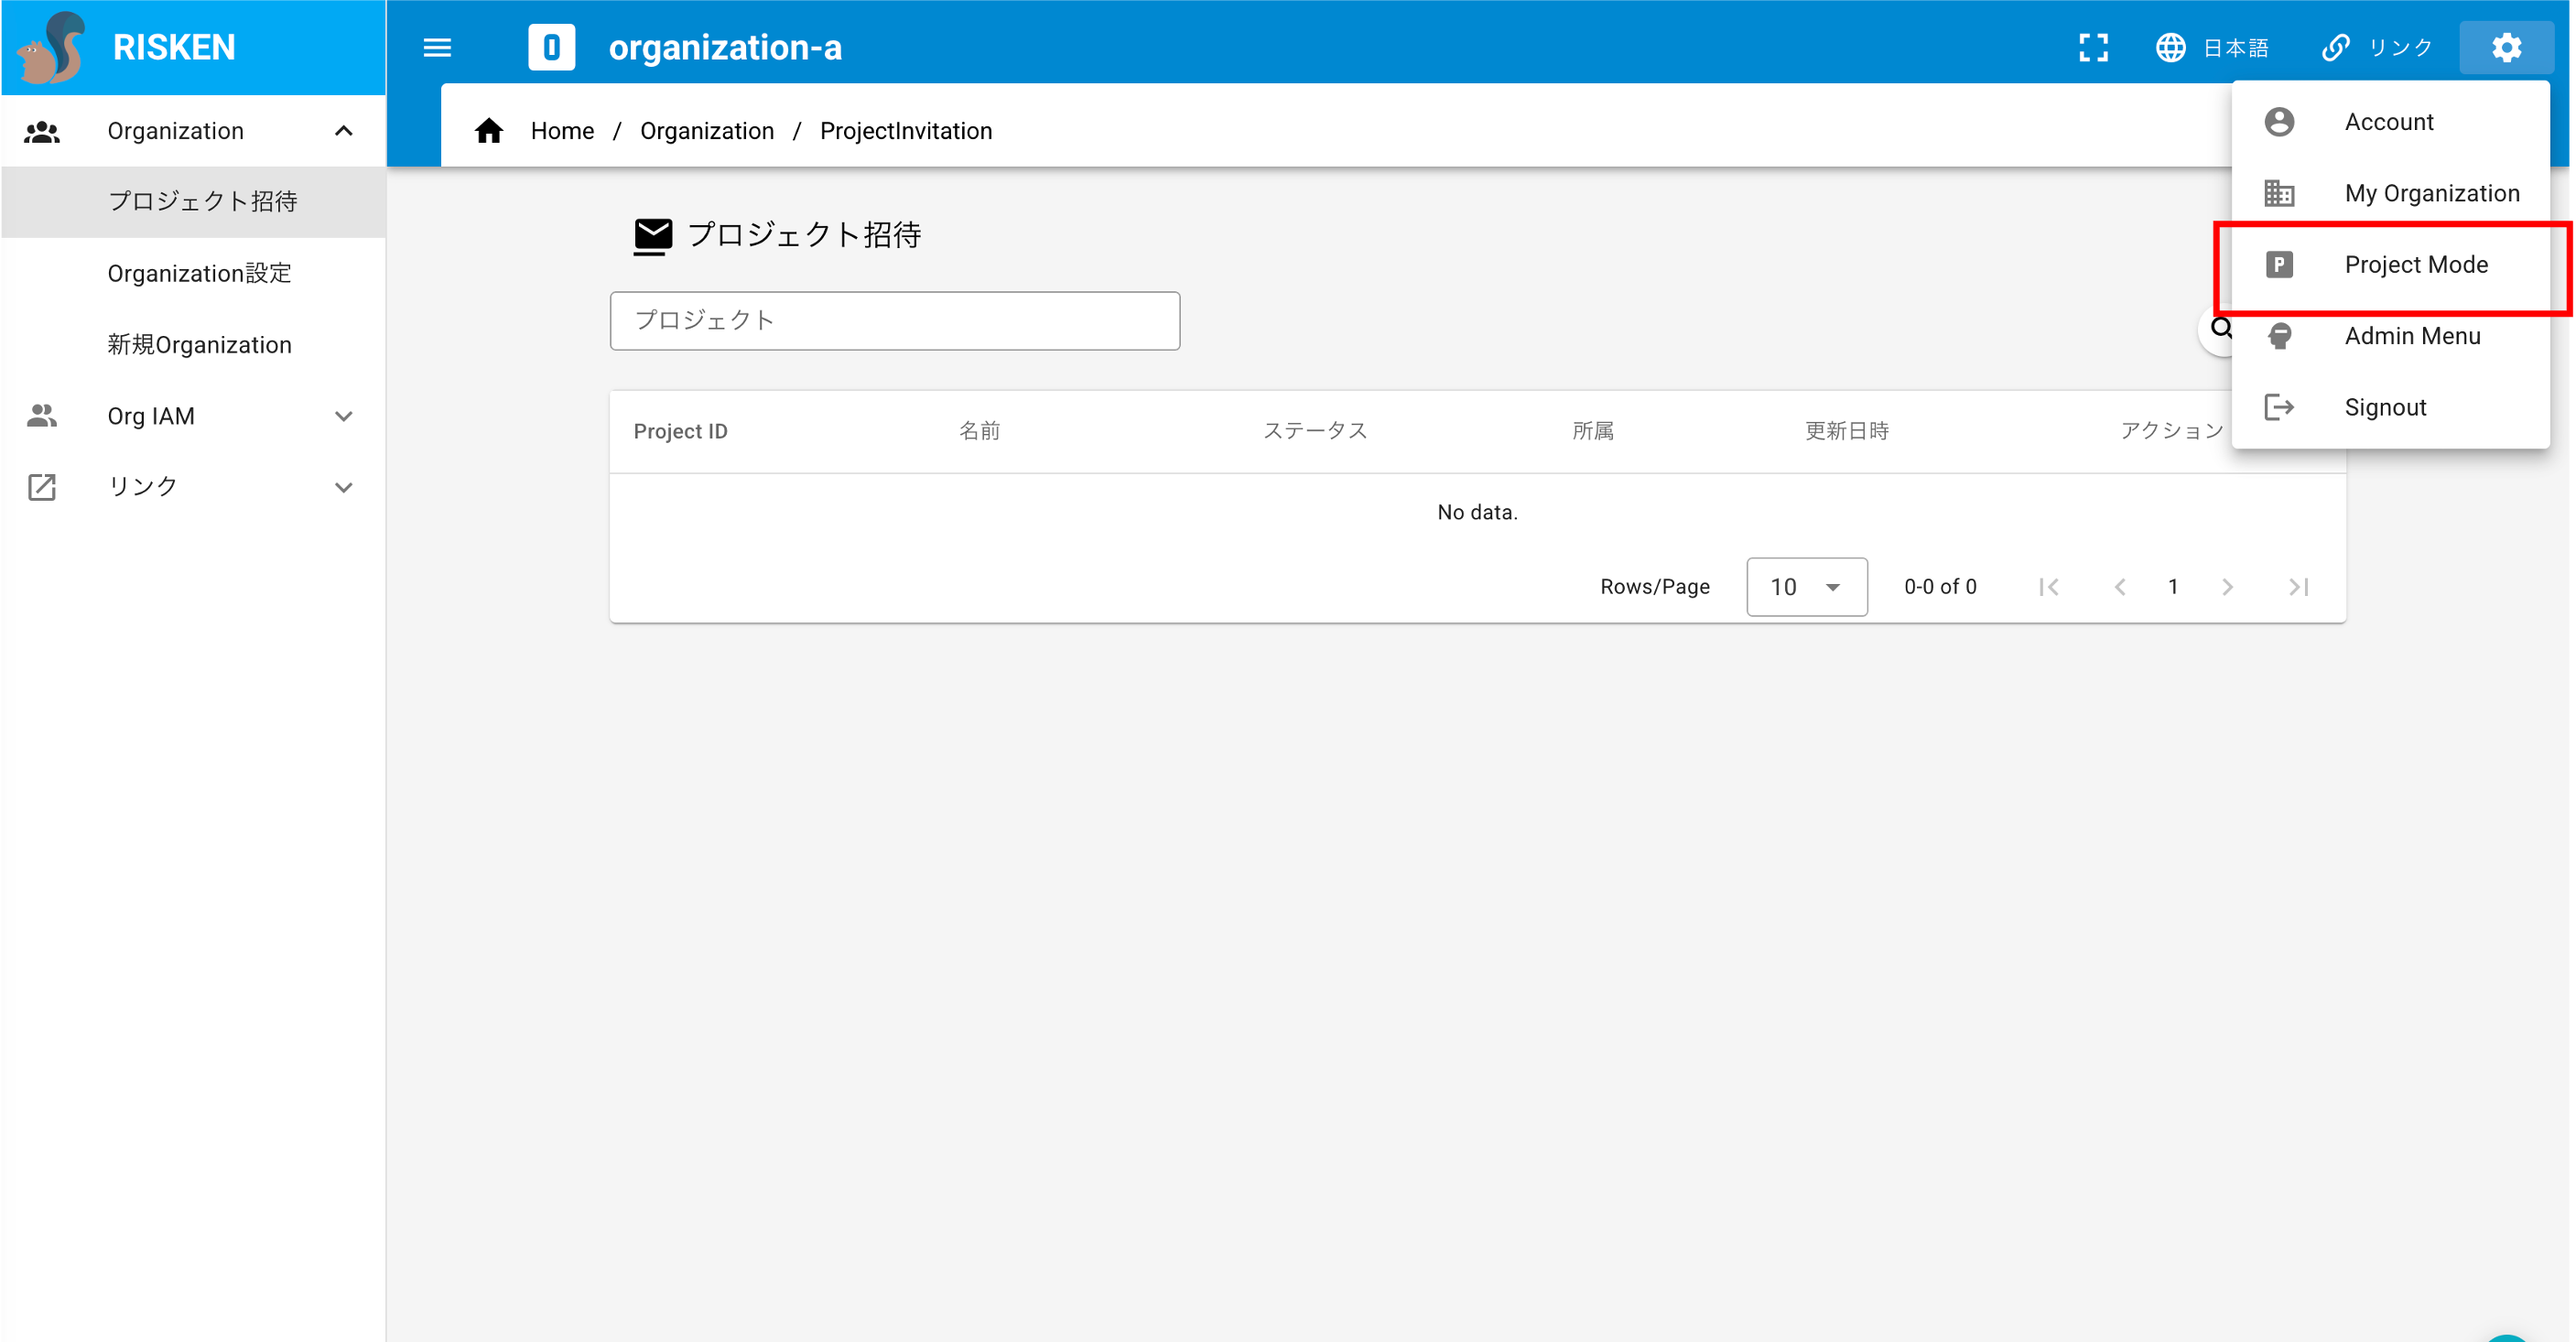 RISKEN
O organization-a 日本語 リンク
Organization
プロジェクト招待
Organization設定
新規Organization
Org IAM
リンク
Home / Organization / ProjectInvitation
Account
My Organization
P Project Mode
Admin Menu
Signout
プロジェクト招待
プロジェクト
Project ID 名前 ステータス 所属 更新日時 アクション
No data.
Rows/Page 10 0-0 of 0 1